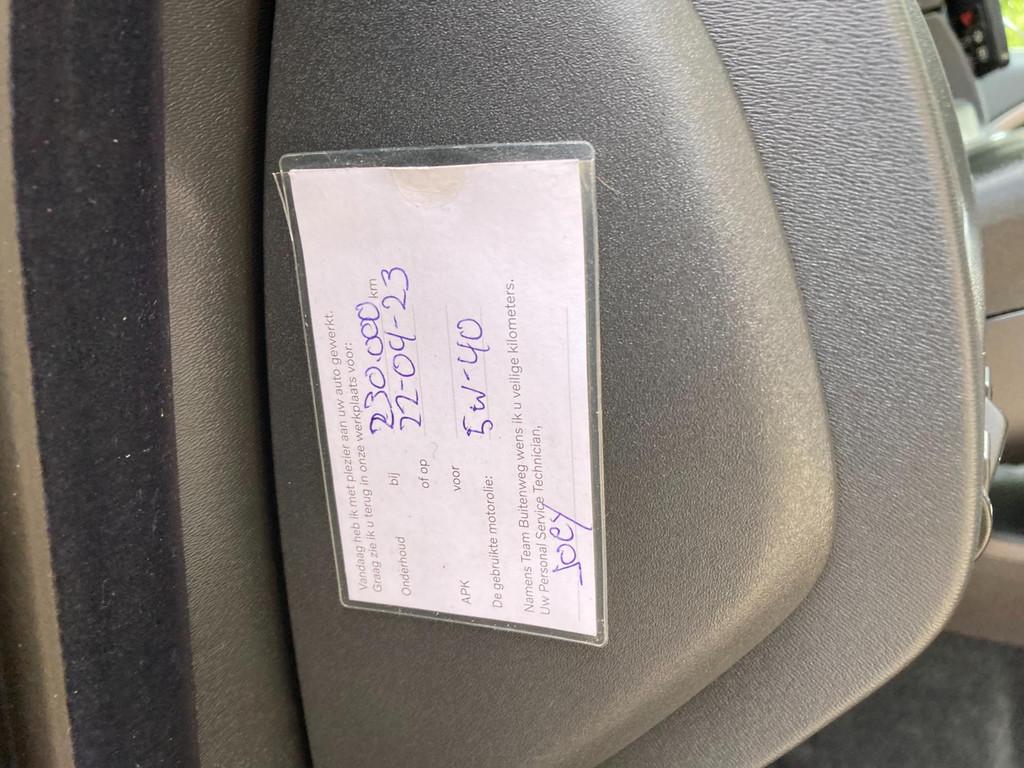 Vandaag heb ik met plezier aan uw auto gewerkt.
Graag zie ik u terug in onze werkplaats voor:
Onderhoud bij 230.000 km
of op 22-04-23
APK voor
De gebruikte motorolie: 5W-40
Namens Team Buitenweg wens ik u veilige kilometers.
Uw Personal Service Technician,
Joey